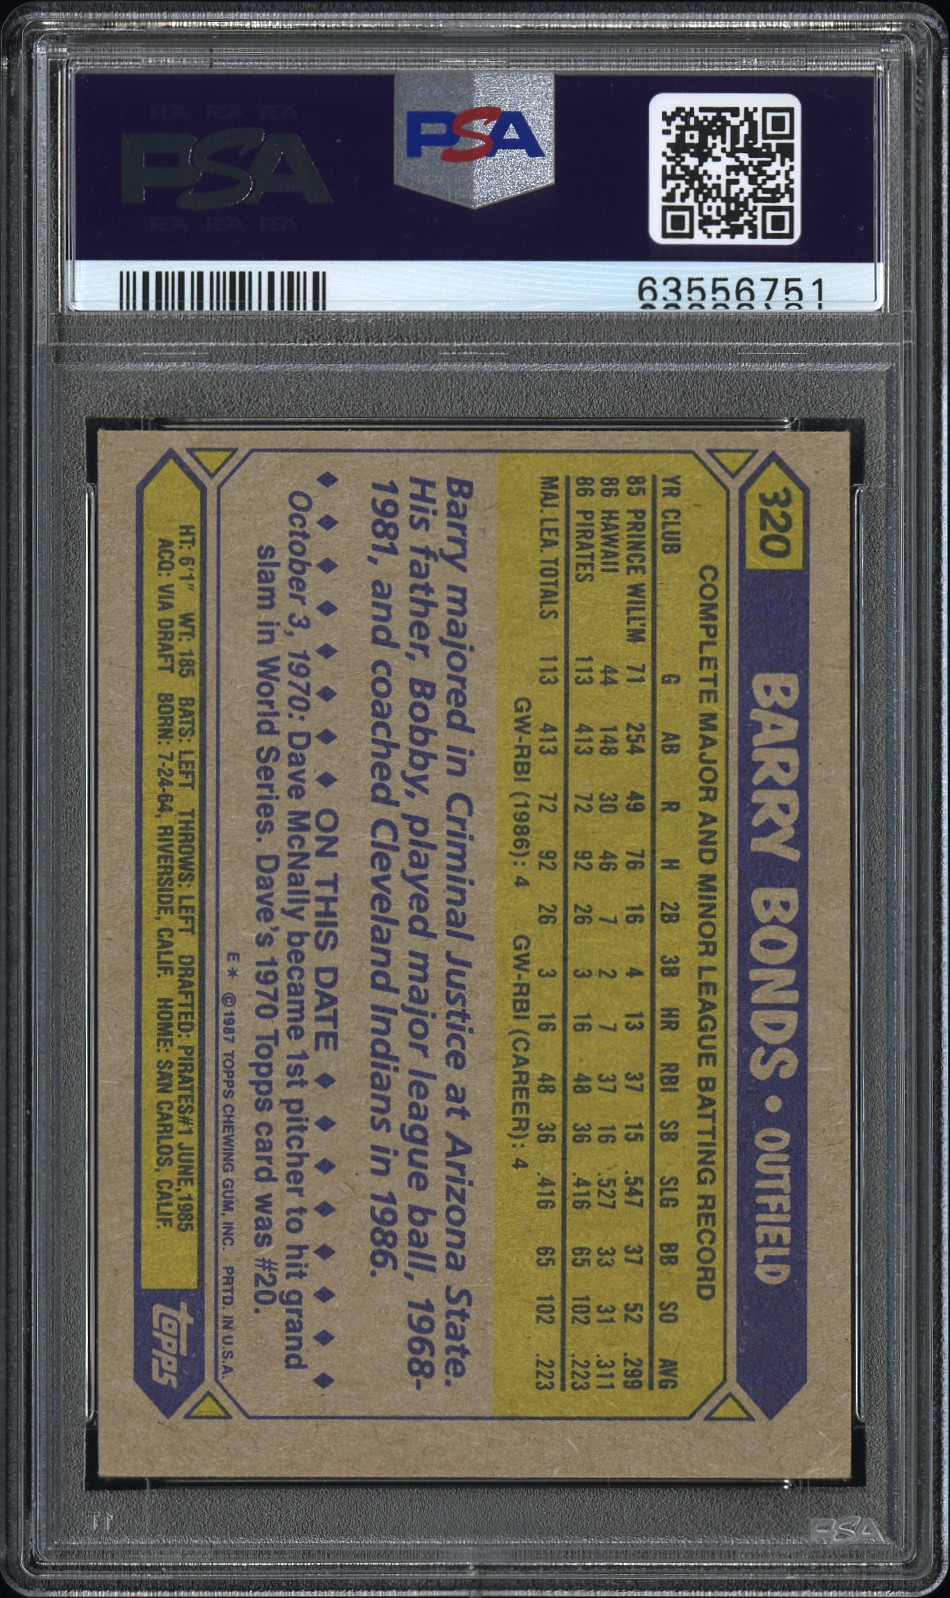 PSA
PSA
63556751
320
BARRY BONDS • OUTFIELD
COMPLETE MAJOR AND MINOR LEAGUE BATTING RECORD
YR CLUB G AB R H 2B 3B HR RBI SB SLG BB SO AVG
85 PRINCE WILL'M 71 254 49 76 16 4 13 37 15 .547 37 52 .299
86 HAWAII 44 148 30 46 7 2 7 37 16 .527 33 31 .311
86 PIRATES 113 413 72 92 26 3 16 48 36 .416 65 102 .223
MAJ. LEA. TOTALS 113 413 72 92 26 3 16 48 36 .416 65 102 .223
GW-RBI (1986): 4 GW-RBI (CAREER): 4
Barry majored in Criminal Justice at Arizona State.
His father, Bobby, played major league ball, 1968-
1981, and coached Cleveland Indians in 1986.
♦ ♦ ♦ ♦ ♦ ♦ ♦ ♦ ON THIS DATE ♦ ♦ ♦ ♦ ♦ ♦ ♦ ♦
October 3, 1970: Dave McNally became 1st pitcher to hit grand
slam in World Series. Dave's 1970 Topps card was #20.
E* ©1987 TOPPS CHEWING GUM, INC. PRTD. IN U.S.A.
HT: 6'1" WT: 185 BATS: LEFT THROWS: LEFT DRAFTED: PIRATES#1 JUNE, 1985
ACQ: VIA DRAFT BORN: 7-24-64, RIVERSIDE, CALIF. HOME: SAN CARLOS, CALIF.
topps
PSA